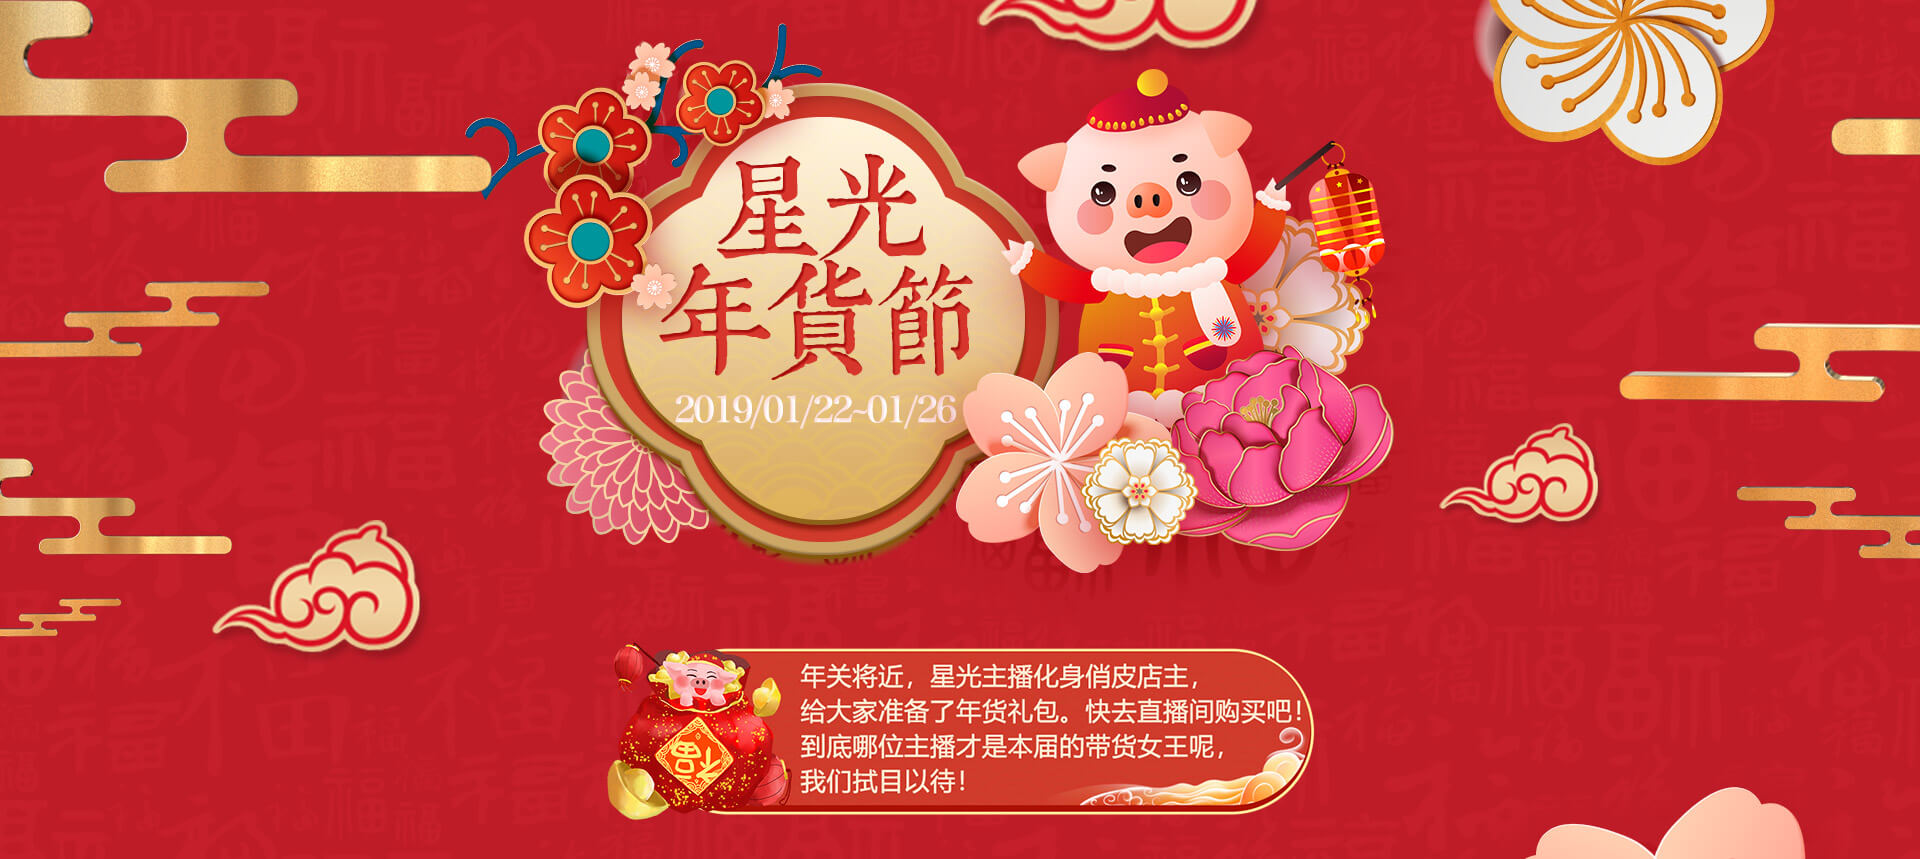 星光
年貨節
2019/01/22~01/26
年关将近，星光主播化身俏皮店主，
给大家准备了年货礼包。快去直播间购买吧！
到底哪位主播才是本届的带货女王呢，
我们拭目以待！
福